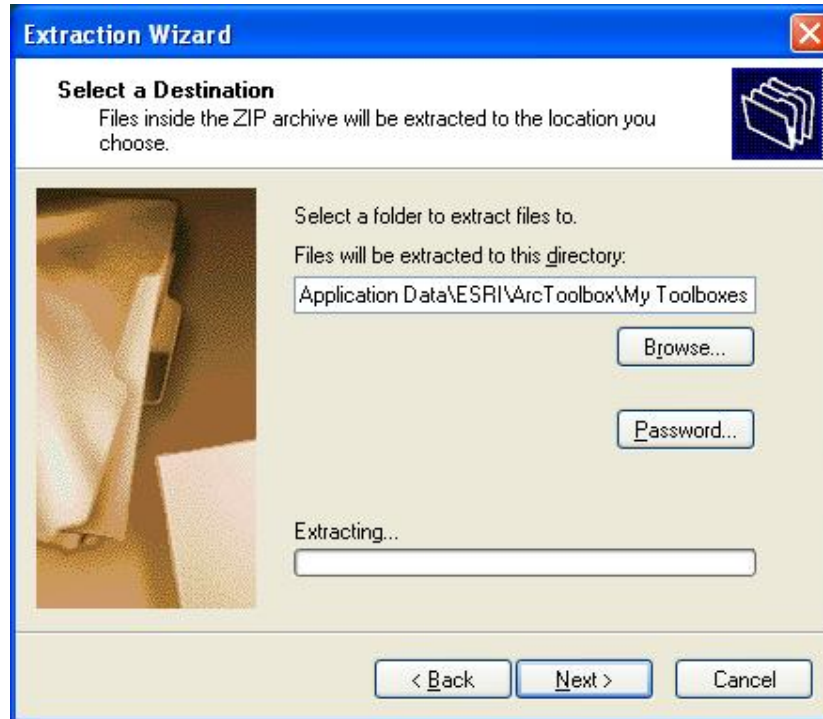 Extraction Wizard
Select a Destination
Files inside the ZIP archive will be extracted to the location you
choose.
Select a folder to extract files to.
Files will be extracted to this directory:
Application Data\ESRI\ArcToolbox\My Toolboxes
Browse...
Password...
Extracting...
< Back
Next >
Cancel